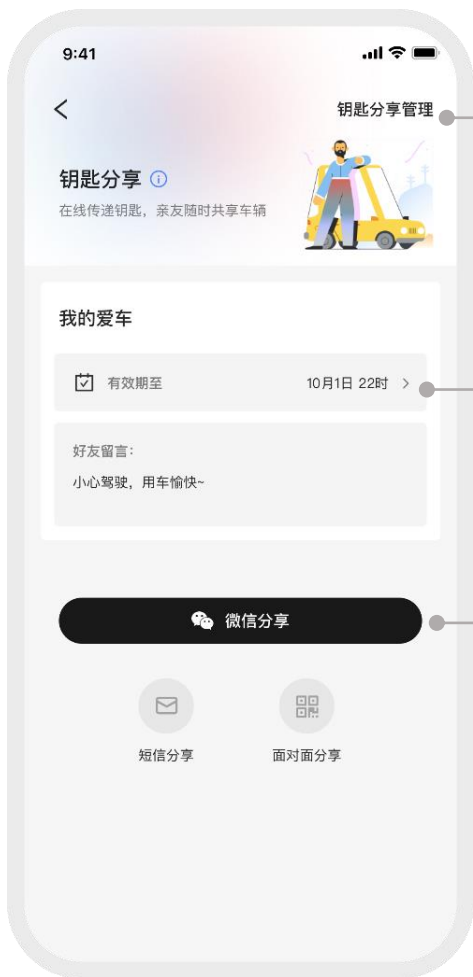 9:41
钥匙分享管理
钥匙分享
在线传递钥匙，亲友随时共享车辆
我的爱车
有效期至 10月1日 22时
好友留言：
小心驾驶，用车愉快~
微信分享
短信分享 面对面分享